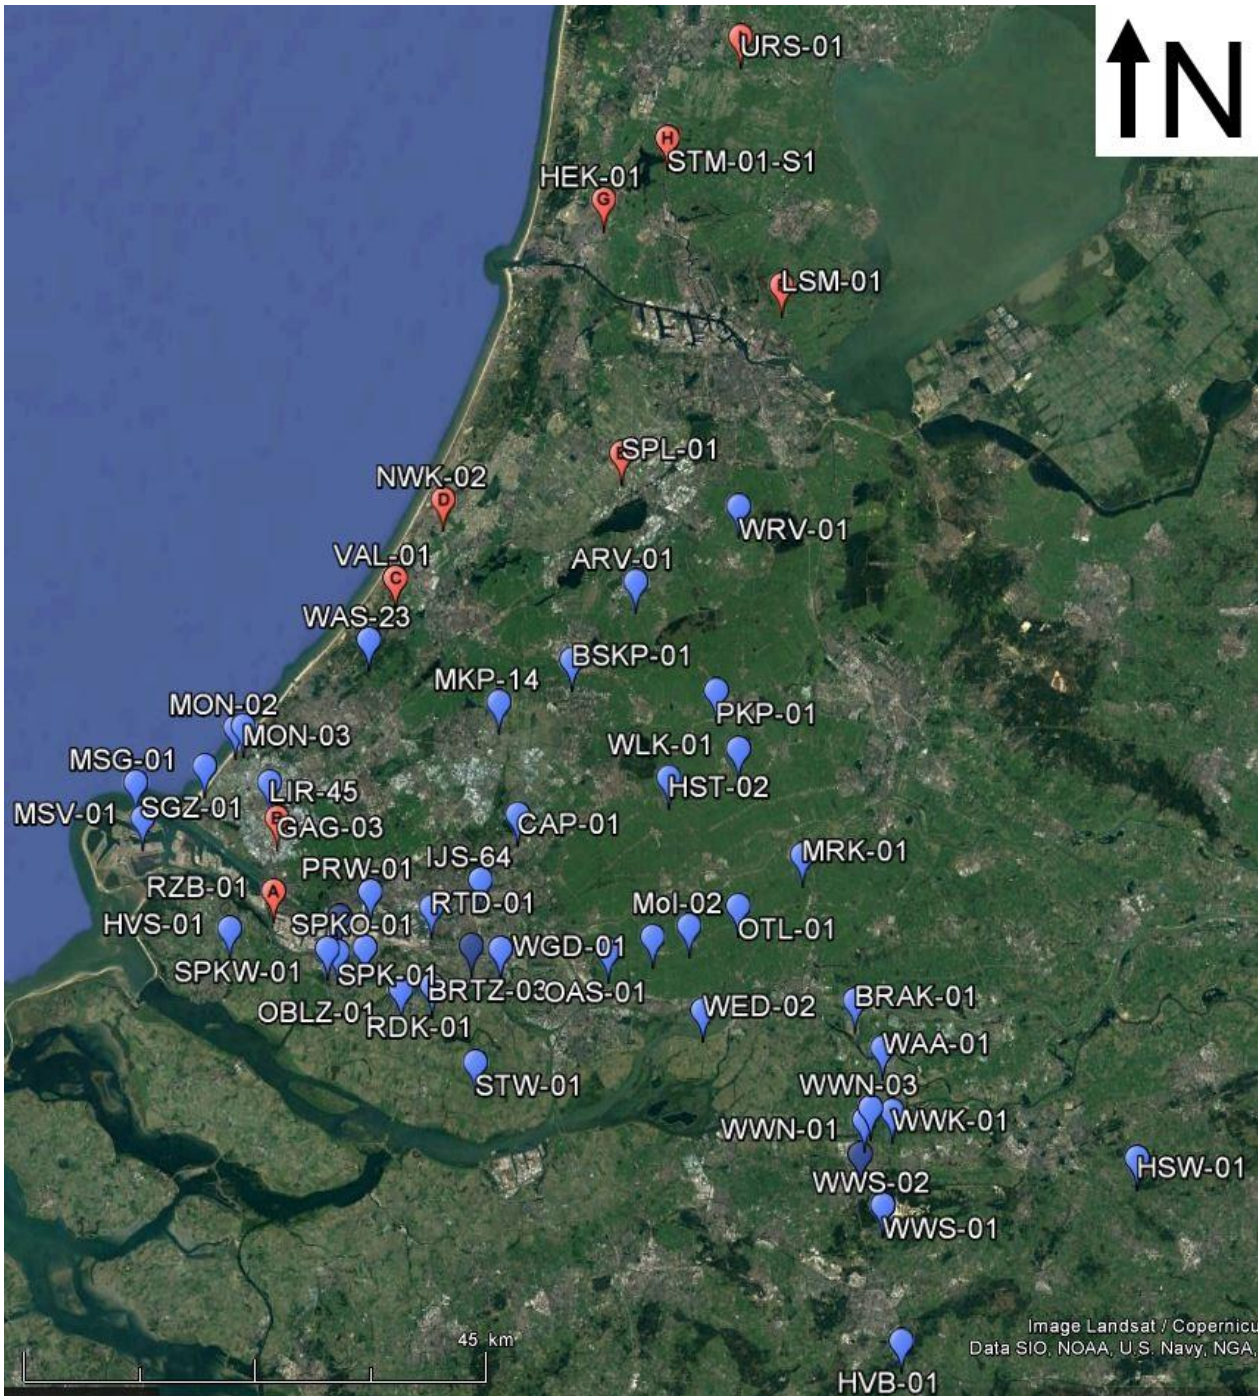 N
URS-01
H
STM-01-S1
HEK-01
G
LSM-01
SPL-01
NWK-02
D
WRV-01
VAL-01
C
ARV-01
WAS-23
BSKP-01
MKP-14
PKP-01
MON-02
MON-03
WLK-01
MSG-01
HST-02
LIR-45
MSV-01
SGZ-01
GAG-03
CAP-01
IJS-64
MRK-01
PRW-01
RZB-01
A
RTD-01
Mol-02
HVS-01
SPKO-01
OTL-01
WGD-01
SPKW-01
SPK-01
BRTZ-03
OAS-01
OBLZ-01
WED-02
BRAK-01
RDK-01
WAA-01
STW-01
WWN-03
WWN-01
WWK-01
HSW-01
WWS-02
WWS-01
45 km
Image Landsat / Copernicu
Data SIO, NOAA, U.S. Navy, NGA,
HVB-01